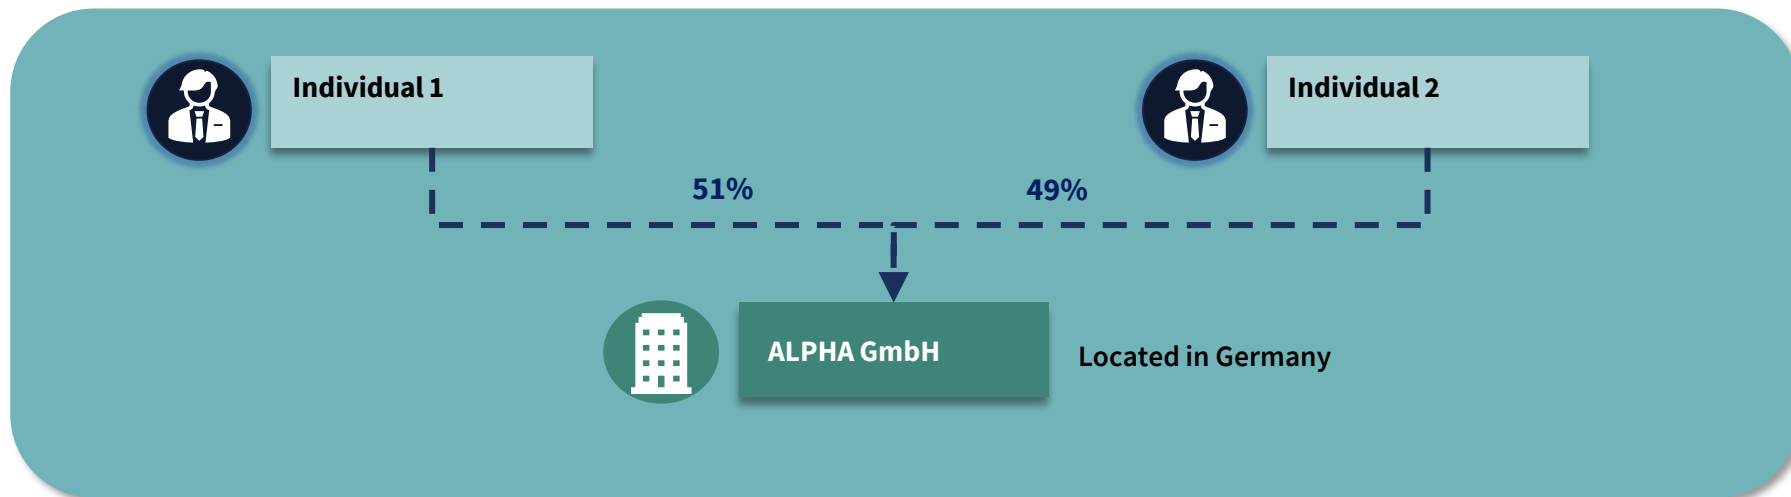 Individual 1
Individual 2
51%
49%
ALPHA GmbH
Located in Germany